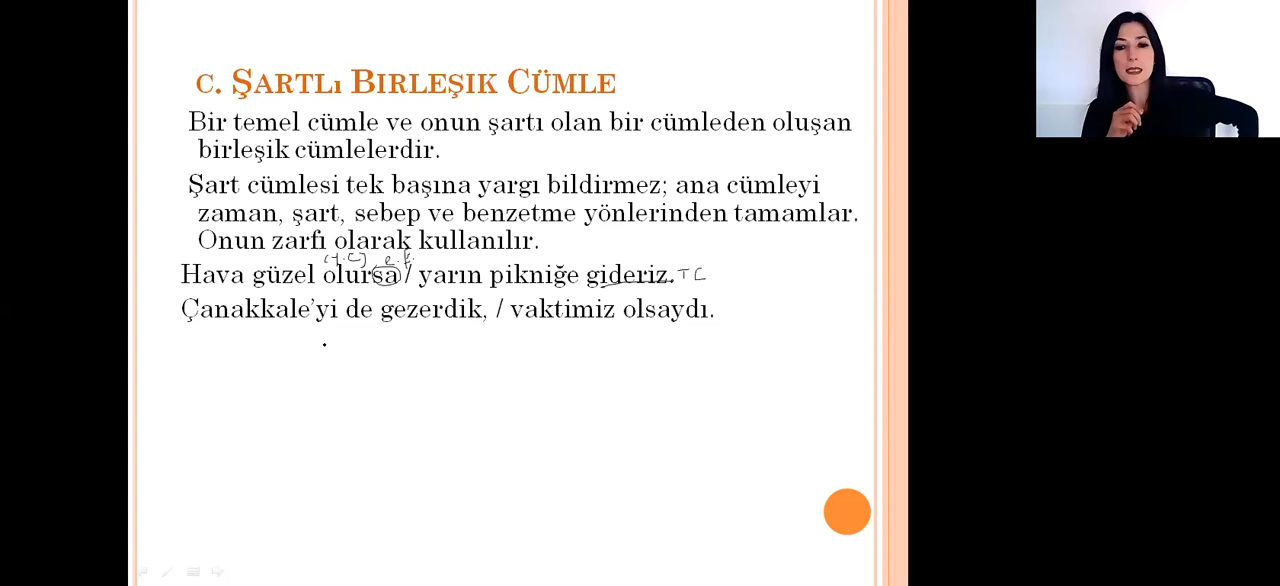 C. ŞARTLı BIRLEŞIK CÜMLE
Bir temel cümle ve onun şartı olan bir cümleden oluşan
birleşik cümlelerdir.
Şart cümlesi tek başına yargı bildirmez; ana cümleyi
zaman, şart, sebep ve benzetme yönlerinden tamamlar.
Onun zarfı olarak kullanılır.
(Y.C) e.f.
Hava güzel olursa / yarın pikniğe gideriz. TC
Çanakkale’yi de gezerdik, / vaktimiz olsaydı.